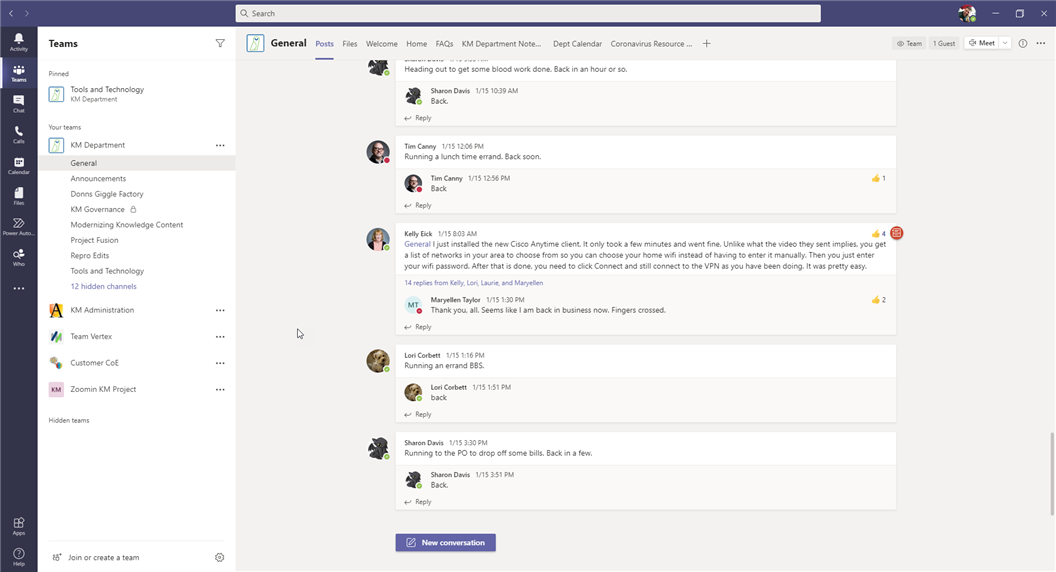 Search
Activity
Teams
Chat
Calls
Calendar
Files
Power Auto...
Who
Apps
Help
Teams
Pinned
Tools and Technology
KM Department
Your teams
KM Department
General
Announcements
Donns Giggle Factory
KM Governance
Modernizing Knowledge Content
Project Fusion
Repro Edits
Tools and Technology
12 hidden channels
KM Administration
Team Vertex
Customer CoE
KM Zoomin KM Project
Hidden teams
Join or create a team
General Posts Files Welcome Home FAQs KM Department Note... Dept Calendar Coronavirus Resource ... Team 1 Guest Meet
Sharon Davis 1/15
Heading out to get some blood work done. Back in an hour or so.
Sharon Davis 1/15 10:39 AM
Back.
Reply
Tim Canny 1/15 12:06 PM
Running a lunch time errand. Back soon.
Tim Canny 1/15 12:56 PM 1
Back
Reply
Kelly Eick 1/15 8:03 AM 4
General I just installed the new Cisco Anytime client. It only took a few minutes and went fine. Unlike what the video they sent implies, you get
a list of networks in your area to choose from so you can choose your home wifi instead of having to enter it manually. Then you just enter
your wifi password. After that is done, you need to click Connect and still connect to the VPN as you have been doing. It was pretty easy.
14 replies from Kelly, Lori, Laurie, and Maryellen
MT Maryellen Taylor 1/15 1:30 PM 2
Thank you, all. Seems like I am back in business now. Fingers crossed.
Reply
Lori Corbett 1/15 1:16 PM
Running an errand BBS.
Lori Corbett 1/15 1:51 PM
back
Reply
Sharon Davis 1/15 3:30 PM
Running to the PO to drop off some bills. Back in a few.
Sharon Davis 1/15 3:51 PM
Back.
Reply
New conversation